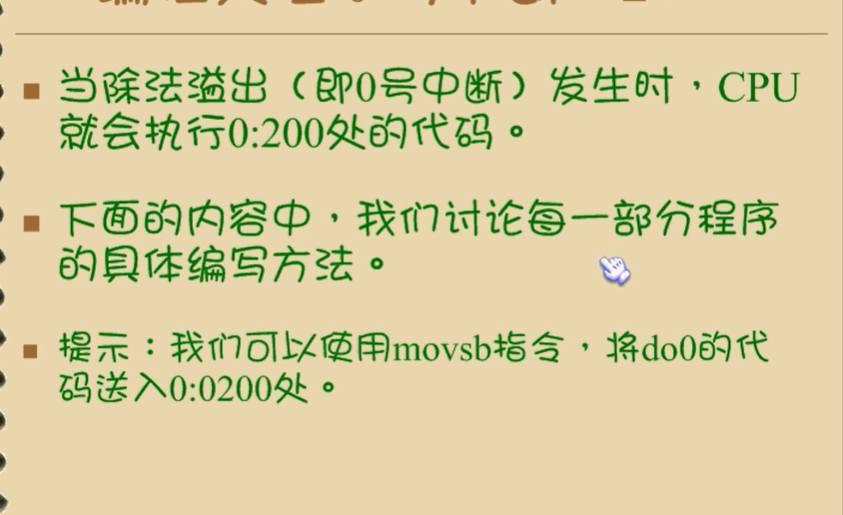 当除法溢出（即0号中断）发生时，CPU
就会执行0:200处的代码。
下面的内容中，我们讨论每一部分程序
的具体编写方法。
提示：我们可以使用movsb指令，将do0的代
码送入0:0200处。